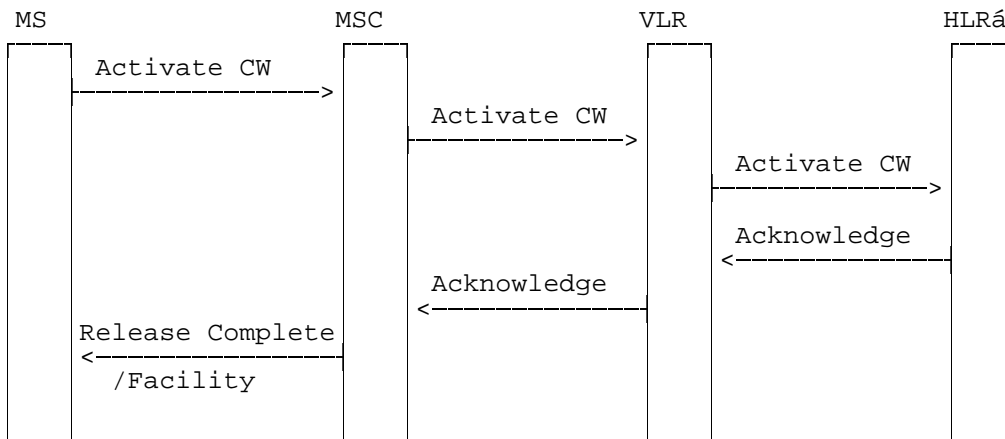 MS MSC VLR HLRá
Activate CW
Activate CW
Activate CW
Acknowledge
Acknowledge
Release Complete
/Facility